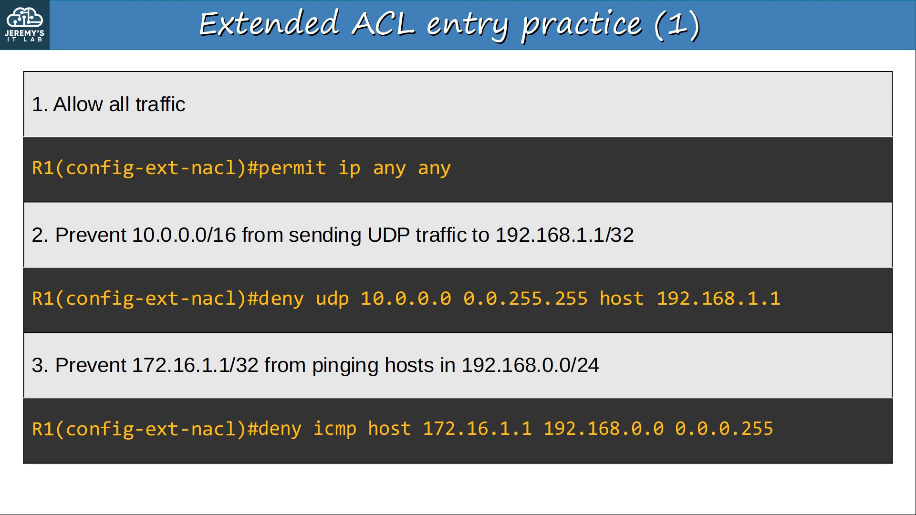 JEREMY'S
IT LAB
Extended ACL entry practice (1)
1. Allow all traffic
R1(config-ext-nacl)#permit ip any any
2. Prevent 10.0.0.0/16 from sending UDP traffic to 192.168.1.1/32
R1(config-ext-nacl)#deny udp 10.0.0.0 0.0.255.255 host 192.168.1.1
3. Prevent 172.16.1.1/32 from pinging hosts in 192.168.0.0/24
R1(config-ext-nacl)#deny icmp host 172.16.1.1 192.168.0.0 0.0.0.255